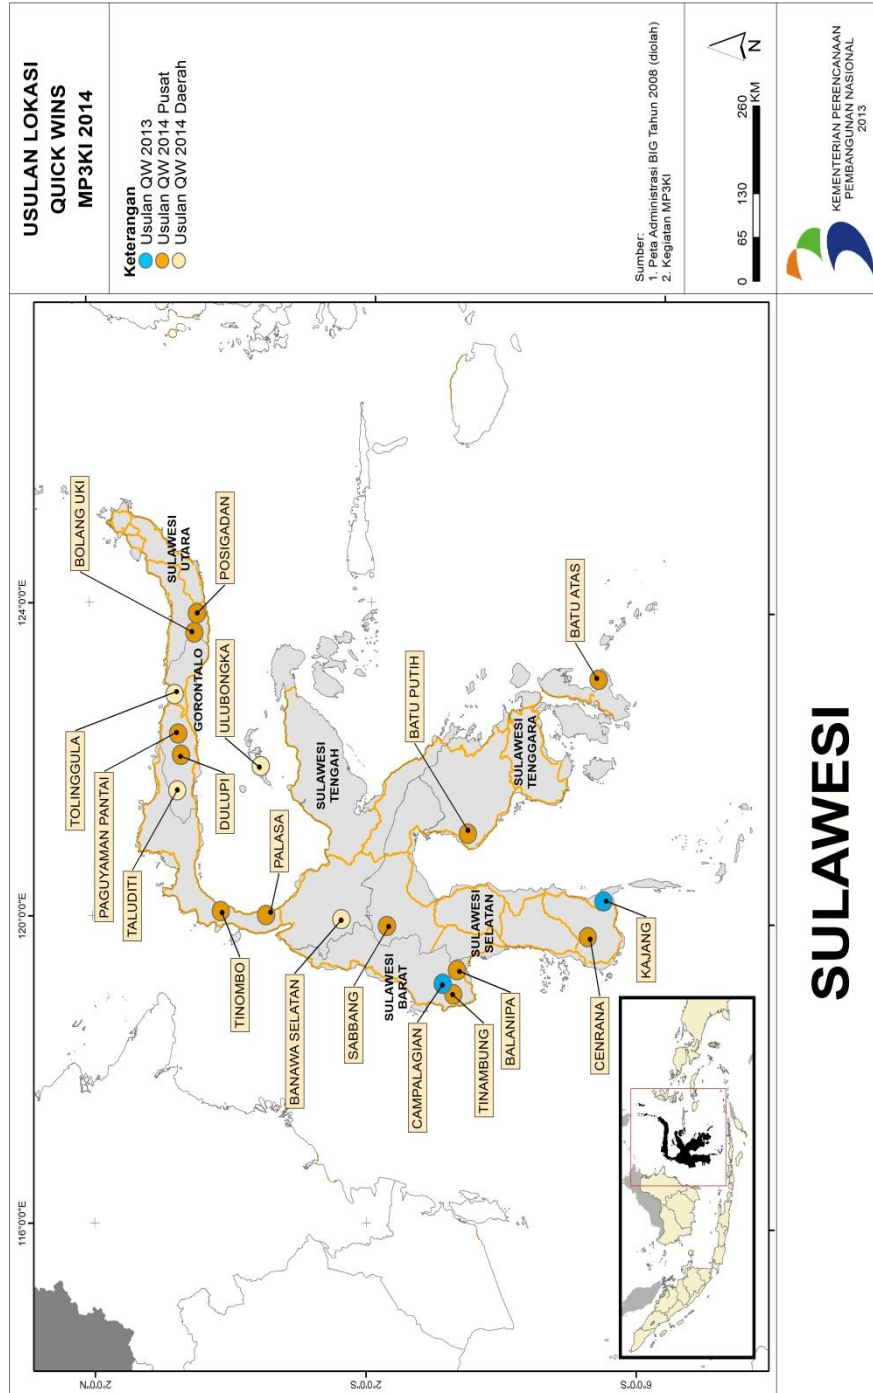 USULAN LOKASI
QUICK WINS
MP3KI 2014
Keterangan
Usulan QW 2013
Usulan QW 2014 Pusat
Usulan QW 2014 Daerah
Sumber:
1. Peta Administrasi BIG Tahun 2008 (diolah)
2. Kegiatan MP3KI
0 65 130 260
KM
N
KEMENTERIAN PERENCANAAN
PEMBANGUNAN NASIONAL
2013
116°0'0"E
120°0'0"E
124°0'0"E
2°0'0"N
2°0'0"S
6°0'0"S
TOLINGGULA
PAGUYAMAN PANTAI
TALUDITI
BOLANG UKI
SULAWESI
UTARA
GORONTALO
POSIGADAN
ULUBONGKA
DULUPI
PALASA
TINOMBO
SULAWESI
TENGAH
BANAWA SELATAN
SABBANG
SULAWESI
BARAT
CAMPALAGIAN
TINAMBUNG
BALANIPA
SULAWESI
SELATAN
BATU PUTIH
SULAWESI
TENGGARA
BATU ATAS
CENRANA
KAJANG
SULAWESI